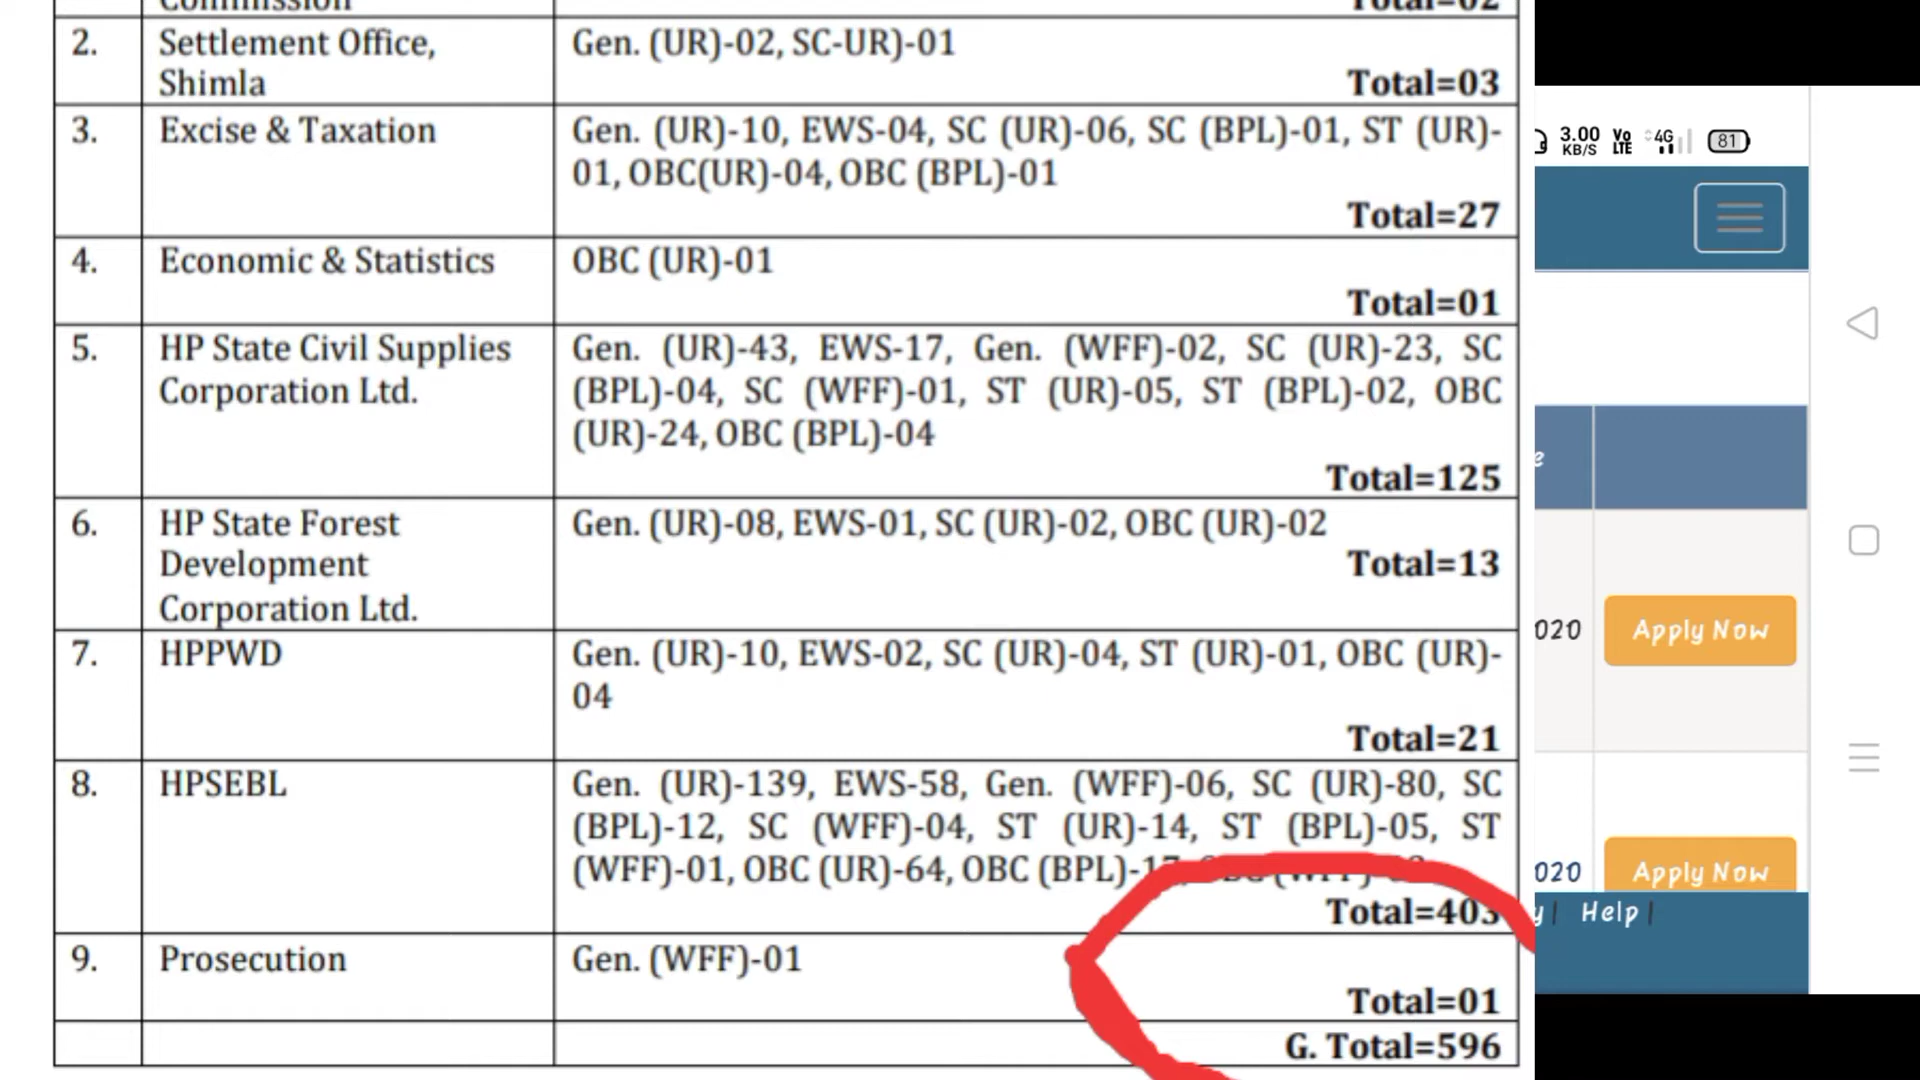 Commission
Total=02
2.
Settlement Office,
Shimla
Gen. (UR)-02, SC-UR)-01
Total=03
3.
Excise & Taxation
Gen. (UR)-10, EWS-04, SC (UR)-06, SC (BPL)-01, ST (UR)-
01, OBC(UR)-04, OBC (BPL)-01
Total=27
4.
Economic & Statistics
OBC (UR)-01
Total=01
5.
HP State Civil Supplies
Corporation Ltd.
Gen. (UR)-43, EWS-17, Gen. (WFF)-02, SC (UR)-23, SC
(BPL)-04, SC (WFF)-01, ST (UR)-05, ST (BPL)-02, OBC
(UR)-24, OBC (BPL)-04
Total=125
6.
HP State Forest
Development
Corporation Ltd.
Gen. (UR)-08, EWS-01, SC (UR)-02, OBC (UR)-02
Total=13
7.
HPPWD
Gen. (UR)-10, EWS-02, SC (UR)-04, ST (UR)-01, OBC (UR)-
04
Total=21
8.
HPSEBL
Gen. (UR)-139, EWS-58, Gen. (WFF)-06, SC (UR)-80, SC
(BPL)-12, SC (WFF)-04, ST (UR)-14, ST (BPL)-05, ST
(WFF)-01, OBC (UR)-64, OBC (BPL)-17,
Total=403
9.
Prosecution
Gen. (WFF)-01
Total=01
G. Total=596
3.00
KB/S
Vo
LTE
4G
81
e
020
Apply Now
020
Apply Now
y| Help |